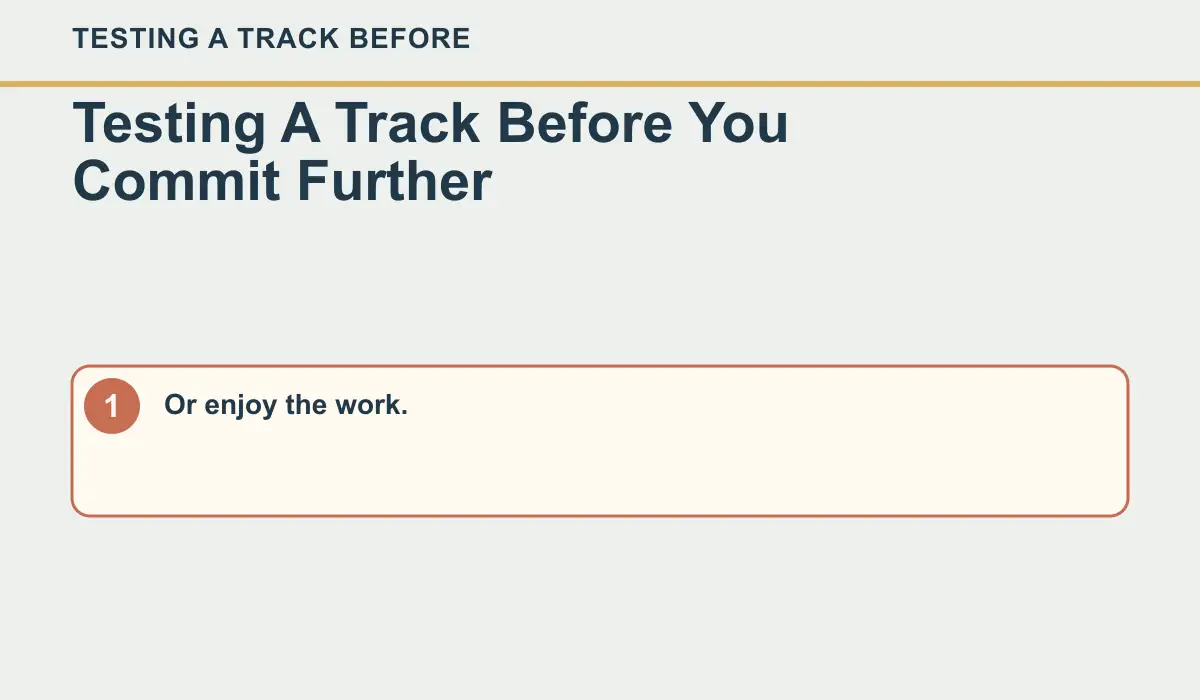 TESTING A TRACK BEFORE
Testing A Track Before You
Commit Further
1 Or enjoy the work.